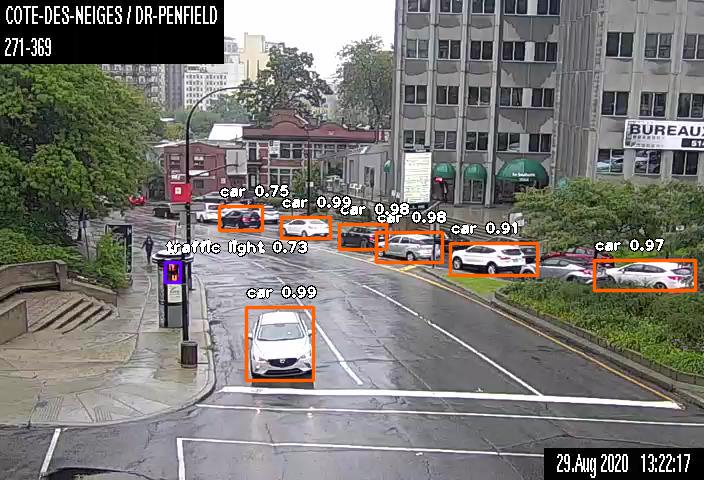 COTE-DES-NEIGES / DR-PENFIELD
271-369
BUREAUX
514
car 0.75
car 0.99
car 0.98
car 0.98
car 0.91
car 0.97
traffic light 0.73
car 0.99
29.Aug 2020 13:22:17